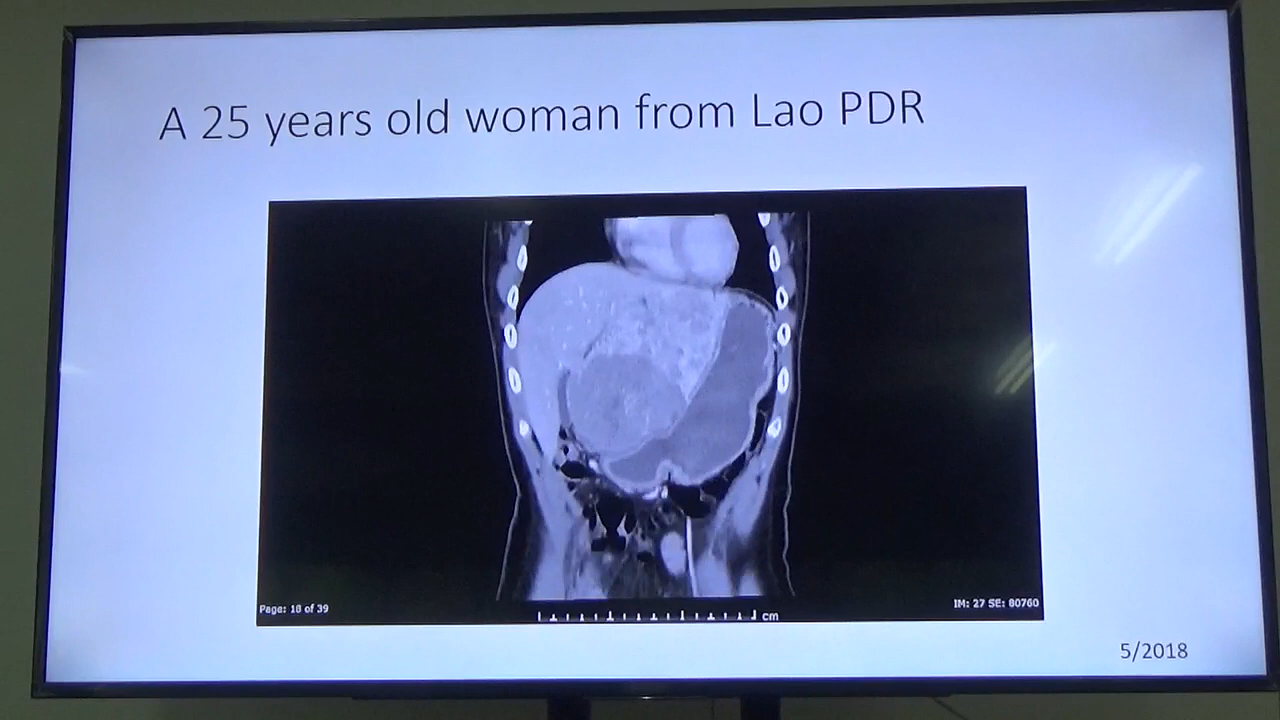 A 25 years old woman from Lao PDR
Page: 18 of 39
IM: 27 SE: 80760
cm
5/2018